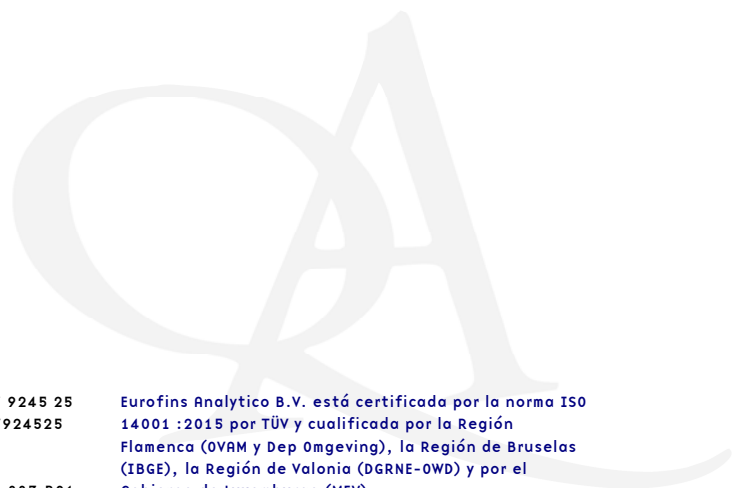 9245 25 Eurofins Analytico B.V. está certificada por la norma ISO
924525 14001 :2015 por TÜV y cualificada por la Región
Flamenca (OVAM y Dep Omgeving), la Región de Bruselas
(IBGE), la Región de Valonia (DGRNE-OWD) y por el